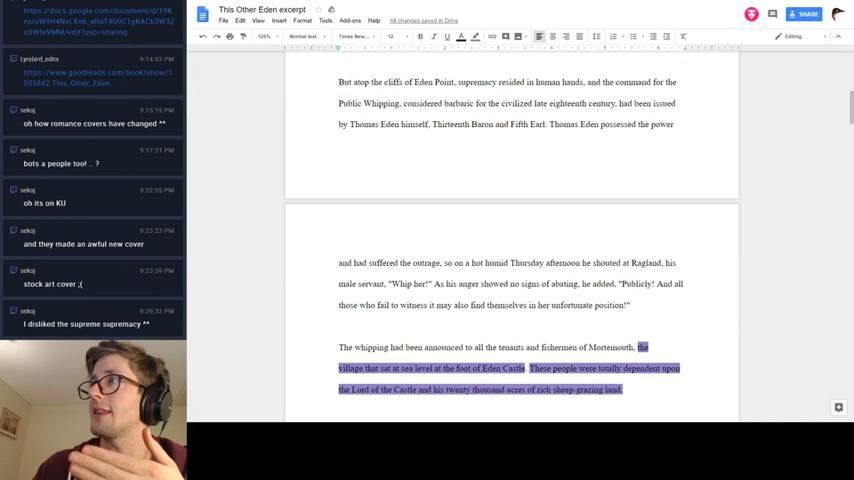 https://docs.google.com/document/d/19K
nsroW9H4NvLXnb_eRuT4U9C1gKACb3W32
xOWfeVMM/edit?usp=sharing
Lyrebird_edits 9:14:03 PM
https://www.goodreads.com/book/show/1
055842.This_Other_Eden
sekoj 9:15:19 PM
oh how romance covers have changed ^^
sekoj 9:17:21 PM
bots a people too! .. ?
sekoj 9:22:55 PM
oh its on KU
sekoj 9:23:23 PM
and they made an awful new cover
sekoj 9:23:59 PM
stock art cover ;(
sekoj 9:29:32 PM
I disliked the supreme supremacy ^^
This Other Eden excerpt
File Edit View Insert Format Tools Add-ons Help All changes saved in Drive
SHARE
125% Normal text Times New... 12 B I U A Editing
But atop the cliffs of Eden Point, supremacy resided in human hands, and the command for the
Public Whipping, considered barbaric for the civilized late eighteenth century, had been issued
by Thomas Eden himself, Thirteenth Baron and Fifth Earl. Thomas Eden possessed the power
and had suffered the outrage, so on a hot humid Thursday afternoon he shouted at Ragland, his
male servant, "Whip her!" As his anger showed no signs of abating, he added, "Publicly! And all
those who fail to witness it may also find themselves in her unfortunate position!"
The whipping had been announced to all the tenants and fishermen of Mortemouth, the
village that sat at sea level at the foot of Eden Castle. These people were totally dependent upon
the Lord of the Castle and his twenty thousand acres of rich sheep-grazing land.